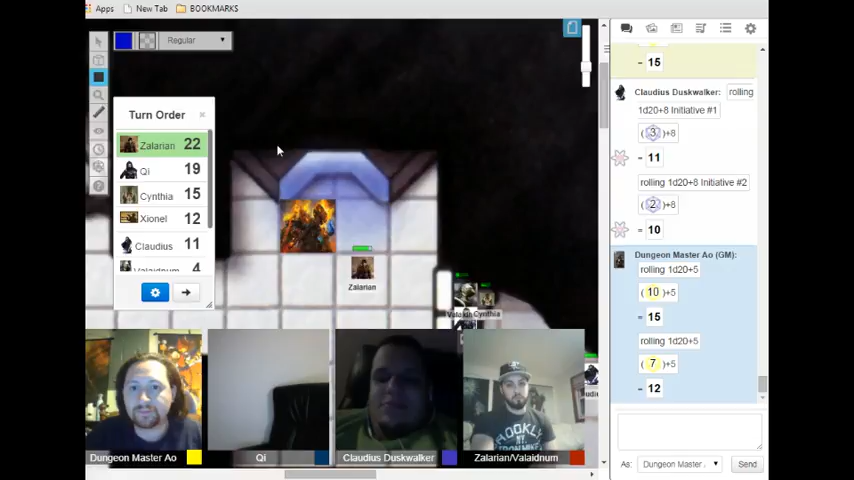 Apps New Tab BOOKMARKS
Regular
Turn Order
Zalarian 22
Qi 19
Cynthia 15
Xionel 12
Claudius 11
Valaidnum 4
Zalarian
Cynthia
15
= 15
Claudius Duskwalker: rolling
1d20+8 Initiative #1
(3)+8
= 11
rolling 1d20+8 Initiative #2
(2)+8
= 10
Dungeon Master Ao (GM):
rolling 1d20+5
(10)+5
= 15
rolling 1d20+5
(7)+5
= 12
As: Dungeon Master
Send
BROOKLYN
Dungeon Master Ao
Qi
Claudius Duskwalker
Zalarian/Valaidnum